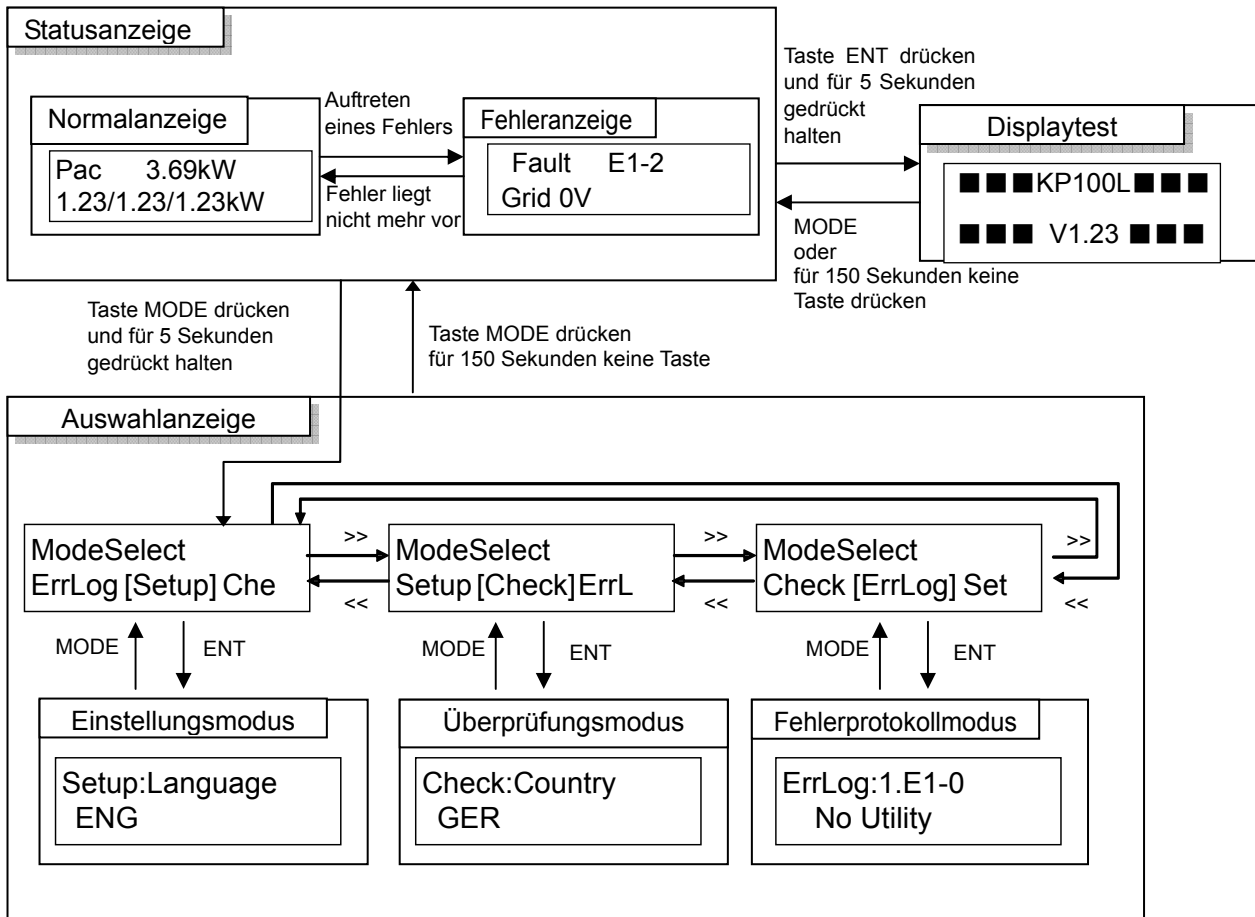 Statusanzeige
Normalanzeige
Pac 3.69kW
1.23/1.23/1.23kW
Auftreten
eines Fehlers
Fehler liegt
nicht mehr vor
Fehleranzeige
Fault E1-2
Grid 0V
Taste ENT drücken
und für 5 Sekunden
gedrückt
halten
MODE
oder
für 150 Sekunden keine
Taste drücken
Displaytest
■■■KP100L■■■
■■■ V1.23 ■■■
Taste MODE drücken
und für 5 Sekunden
gedrückt halten
Taste MODE drücken
für 150 Sekunden keine Taste
Auswahlanzeige
ModeSelect
ErrLog [Setup] Che
>>
<<
ModeSelect
Setup [Check]ErrL
>>
<<
ModeSelect
Check [ErrLog] Set
>>
<<
MODE
ENT
MODE
ENT
MODE
ENT
Einstellungsmodus
Setup:Language
ENG
Überprüfungsmodus
Check:Country
GER
Fehlerprotokollmodus
ErrLog:1.E1-0
No Utility